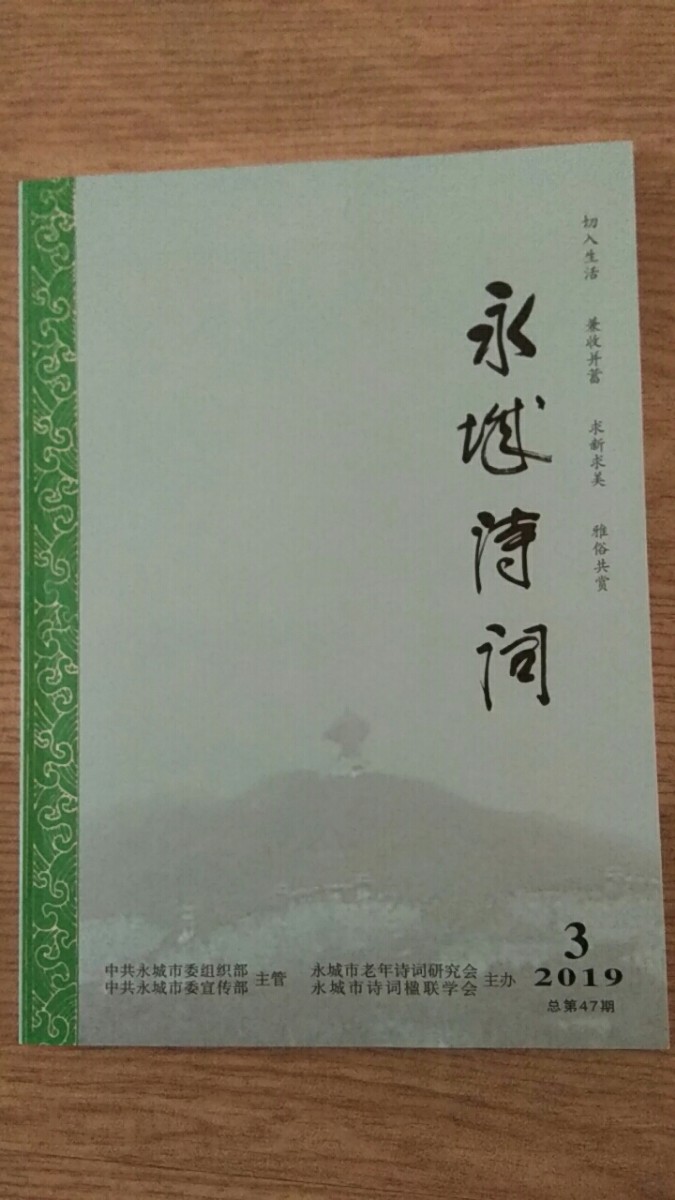 切入生活 兼收并蓄 求新求美 雅俗共赏
永城诗词
中共永城市委组织部
中共永城市委宣传部
主管
永城市老年诗词研究会
永城市诗词楹联学会
主办
3
2019
总第47期